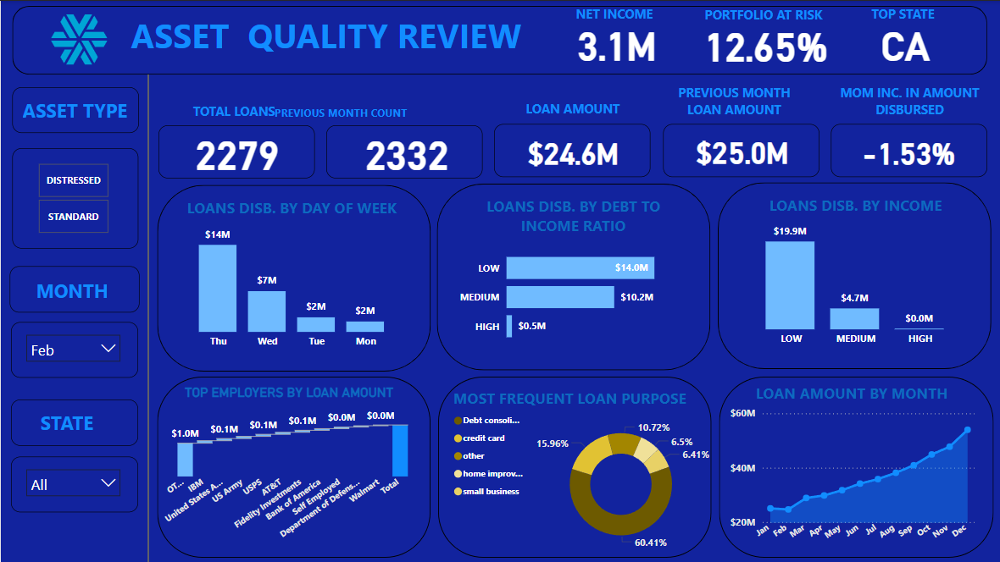 ASSET QUALITY REVIEW
NET INCOME
3.1M
PORTFOLIO AT RISK
12.65%
TOP STATE
CA
ASSET TYPE
DISTRESSED
STANDARD
MONTH
Feb
STATE
All
TOTAL LOANS
2279
PREVIOUS MONTH COUNT
2332
LOAN AMOUNT
$24.6M
PREVIOUS MONTH
LOAN AMOUNT
$25.0M
MOM INC. IN AMOUNT
DISBURSED
-1.53%
LOANS DISB. BY DAY OF WEEK
$14M
$7M
$2M
$2M
Thu
Wed
Tue
Mon
LOANS DISB. BY DEBT TO
INCOME RATIO
LOW
$14.0M
MEDIUM
$10.2M
HIGH
$0.5M
LOANS DISB. BY INCOME
$19.9M
$4.7M
$0.0M
LOW
MEDIUM
HIGH
TOP EMPLOYERS BY LOAN AMOUNT
$1.0M
$0.1M
$0.1M
$0.1M
$0.0M
$0.0M
OT...
IBM
United States A...
US Army
USPS
AT&T
Fidelity Investments
Bank of America
Self Employed
Department of Defens...
Walmart
Total
MOST FREQUENT LOAN PURPOSE
Debt consoli...
credit card
other
home improv...
small business
15.96%
10.72%
6.5%
6.41%
60.41%
LOAN AMOUNT BY MONTH
$60M
$40M
$20M
Jan
Feb
Mar
Apr
May
Jun
Jul
Aug
Sep
Oct
Nov
Dec